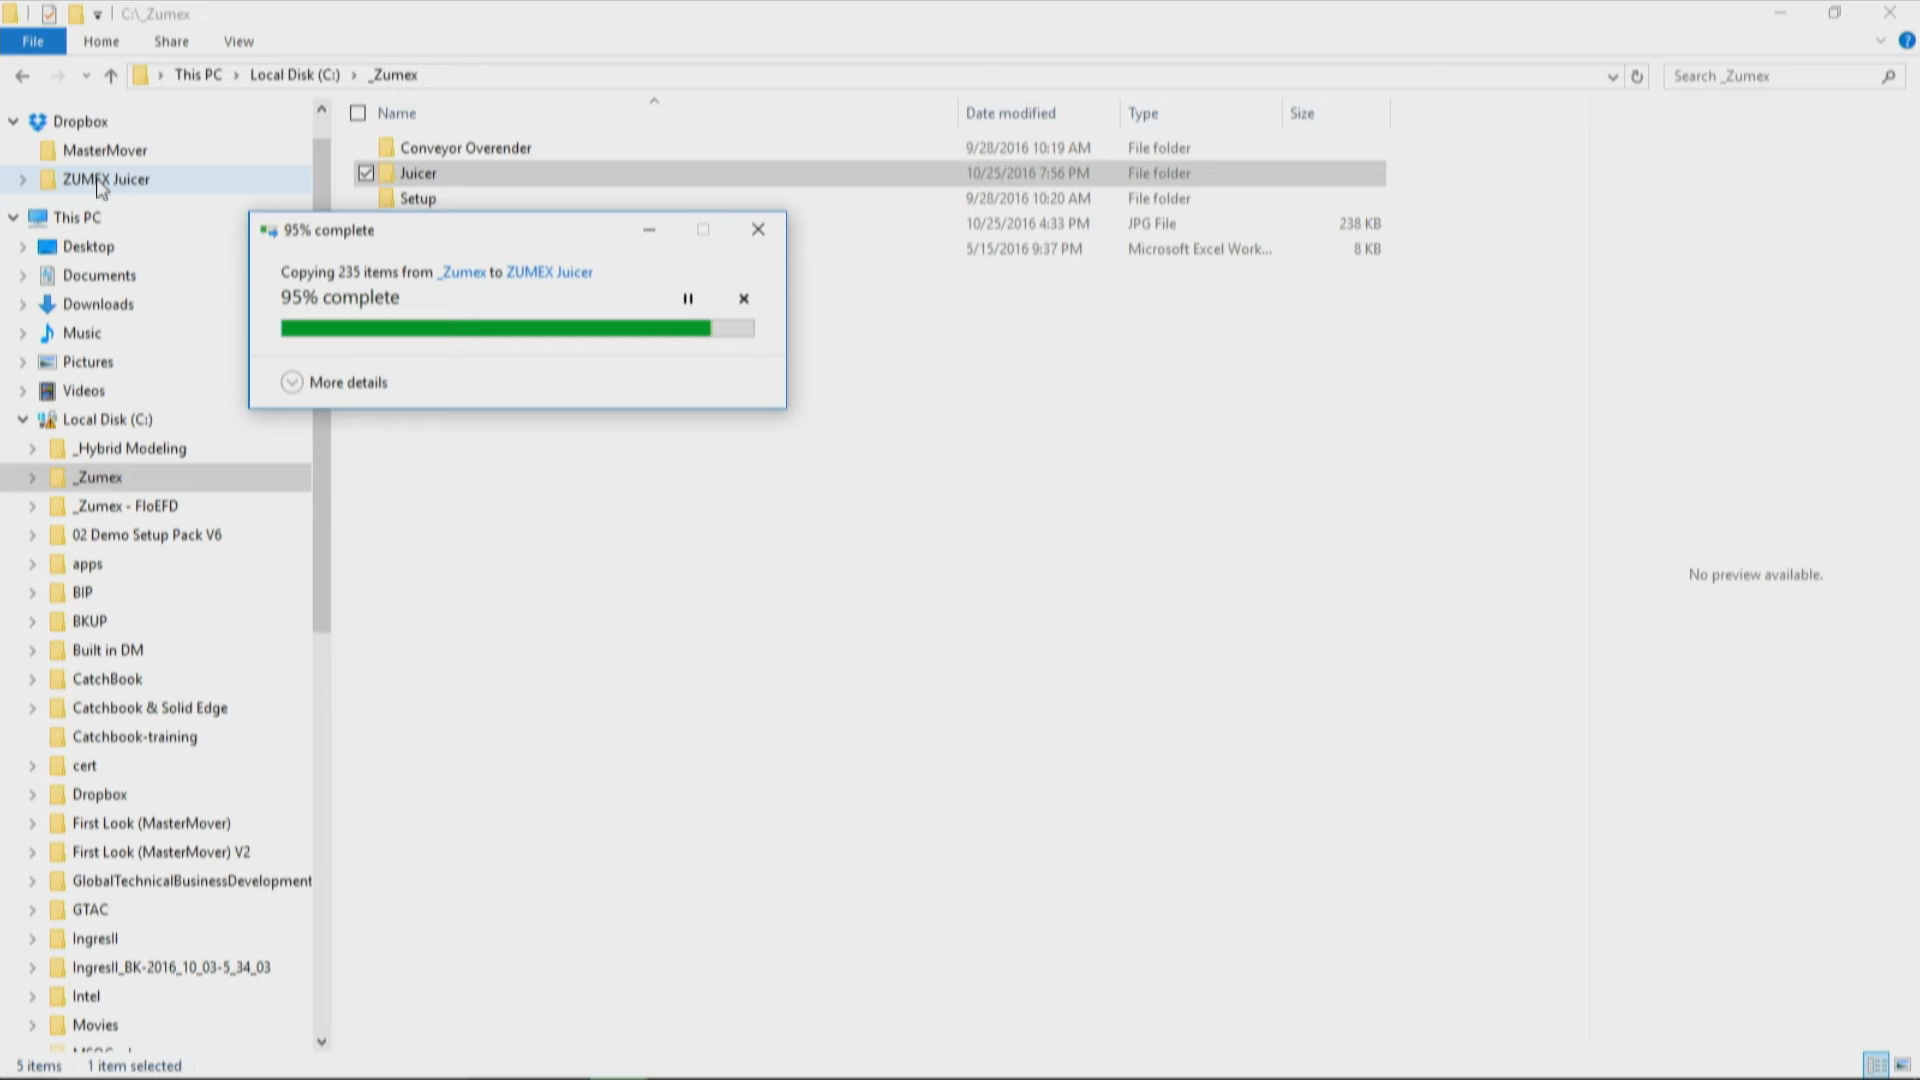 C:\_Zumex
File Home Share View
This PC Local Disk (C:) _Zumex
Search _Zumex
Dropbox
MasterMover
ZUMEX Juicer
This PC
Desktop
Documents
Downloads
Music
Pictures
Videos
Local Disk (C:)
_Hybrid Modeling
_Zumex
_Zumex - FloEFD
02 Demo Setup Pack V6
apps
BIP
BKUP
Built in DM
CatchBook
Catchbook & Solid Edge
Catchbook-training
cert
Dropbox
First Look (MasterMover)
First Look (MasterMover) V2
GlobalTechnicalBusinessDevelopment
GTAC
IngresII
IngresII_BK-2016_10_03-5_34_03
Intel
Movies
Name Date modified Type Size
Conveyor Overender 9/28/2016 10:19 AM File folder
Juicer 10/25/2016 7:56 PM File folder
Setup 9/28/2016 10:20 AM File folder
10/25/2016 4:33 PM JPG File 238 KB
5/15/2016 9:37 PM Microsoft Excel Work... 8 KB
95% complete
Copying 235 items from _Zumex to ZUMEX Juicer
95% complete
More details
No preview available.
5 items 1 item selected